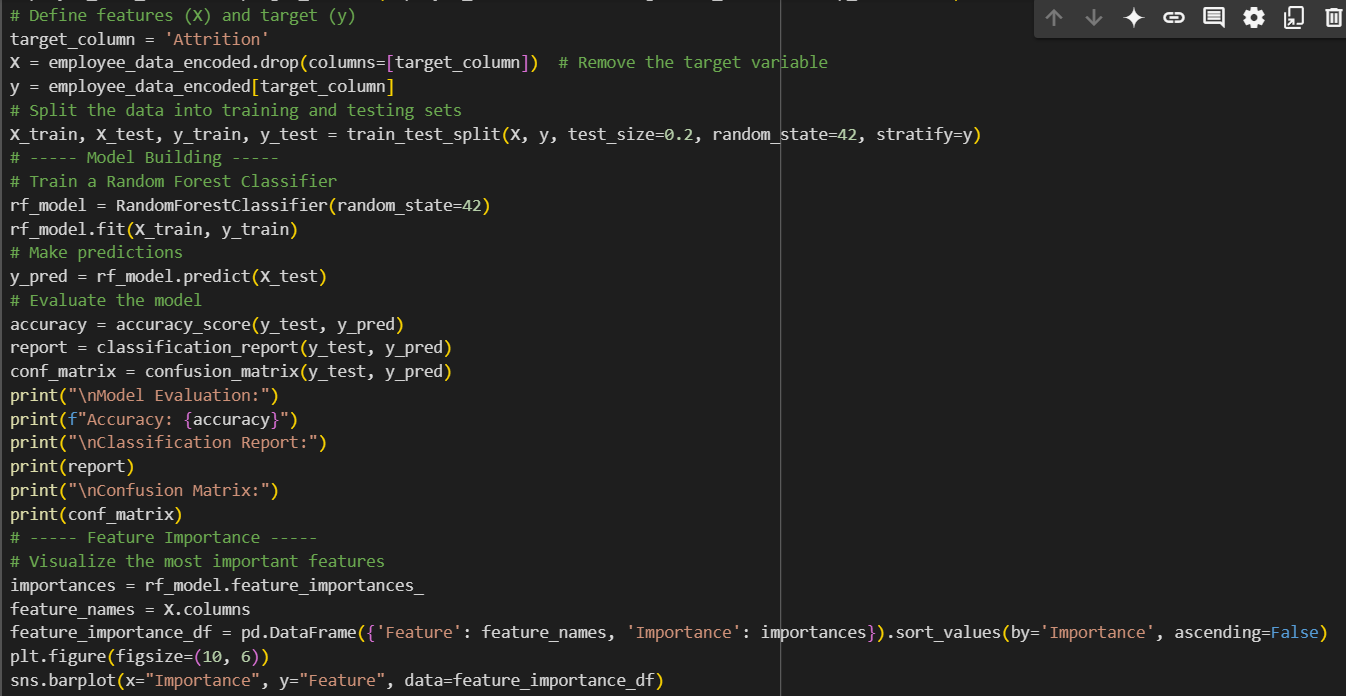 # Define features (X) and target (y)
target_column = 'Attrition'
X = employee_data_encoded.drop(columns=[target_column])  # Remove the target variable
y = employee_data_encoded[target_column]
# Split the data into training and testing sets
X_train, X_test, y_train, y_test = train_test_split(X, y, test_size=0.2, random_state=42, stratify=y)
# ----- Model Building -----
# Train a Random Forest Classifier
rf_model = RandomForestClassifier(random_state=42)
rf_model.fit(X_train, y_train)
# Make predictions
y_pred = rf_model.predict(X_test)
# Evaluate the model
accuracy = accuracy_score(y_test, y_pred)
report = classification_report(y_test, y_pred)
conf_matrix = confusion_matrix(y_test, y_pred)
print("\nModel Evaluation:")
print(f"Accuracy: {accuracy}")
print("\nClassification Report:")
print(report)
print("\nConfusion Matrix:")
print(conf_matrix)
# ----- Feature Importance -----
# Visualize the most important features
importances = rf_model.feature_importances_
feature_names = X.columns
feature_importance_df = pd.DataFrame({'Feature': feature_names, 'Importance': importances}).sort_values(by='Importance', ascending=False)
plt.figure(figsize=(10, 6))
sns.barplot(x="Importance", y="Feature", data=feature_importance_df)